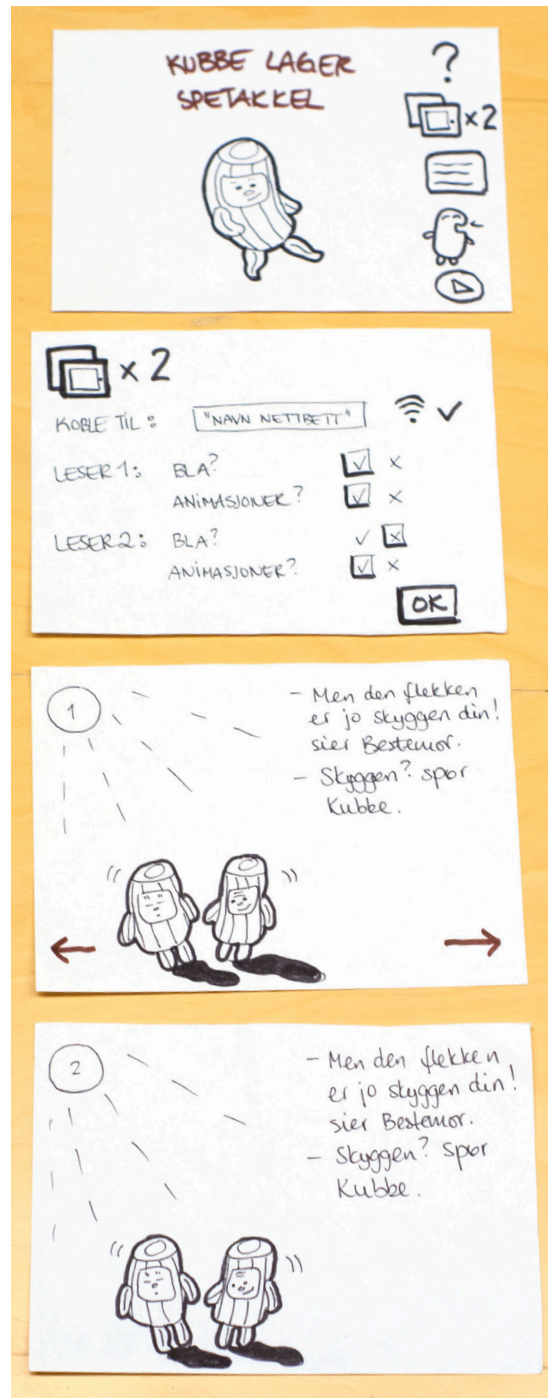 KUBBE LAGER
SPETAKKEL
?
x2
x 2
KOBLE TIL: "NAVN NETTBETT"
LESER 1: BLA? ✓ x
ANIMASJONER? ✓ x
LESER 2: BLA? ✓ x
ANIMASJONER? ✓ x
OK
1
- Men den flekken
er jo skyggen din!
sier Bestemor.
- Skyggen? spør
Kubbe.
2
- Men den flekken
er jo skyggen din!
sier Bestemor.
- Skyggen? spør
Kubbe.